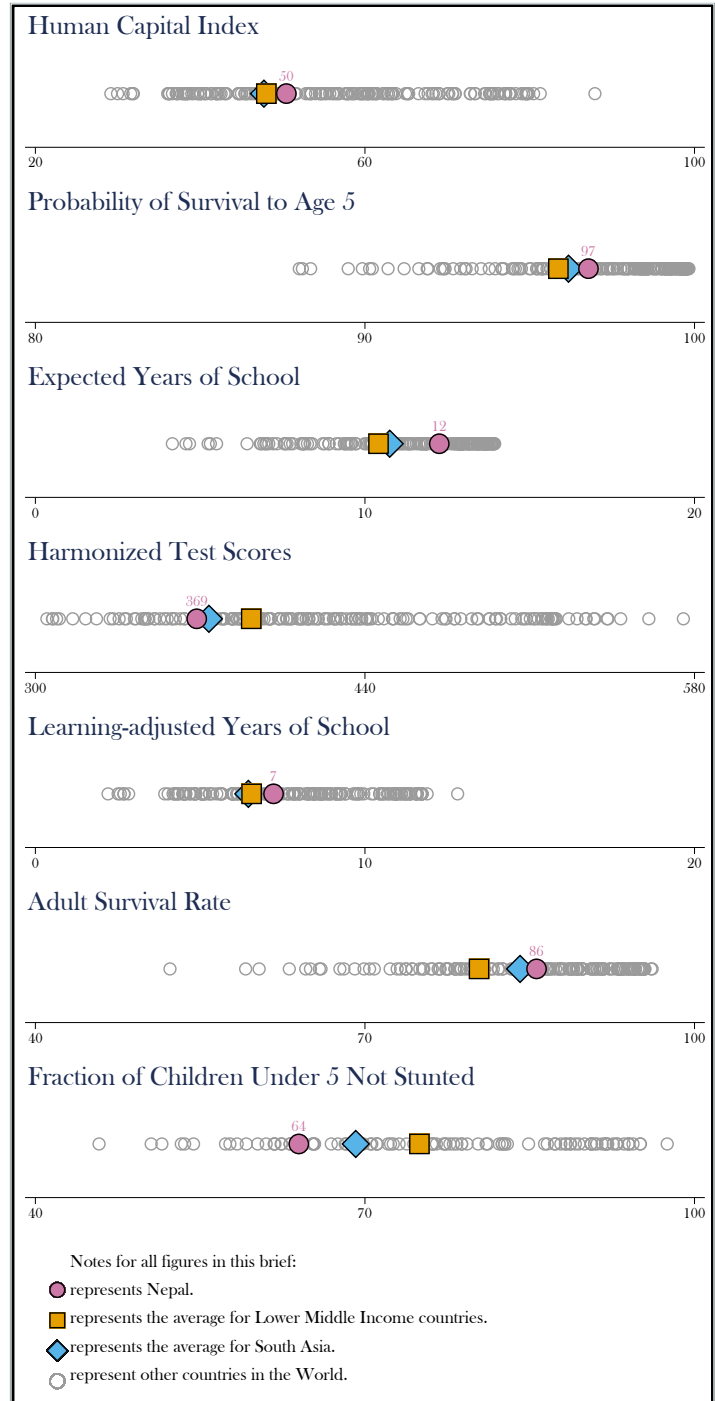 Human Capital Index
50
20 60 100
Probability of Survival to Age 5
97
80 90 100
Expected Years of School
12
0 10 20
Harmonized Test Scores
369
300 440 580
Learning-adjusted Years of School
7
0 10 20
Adult Survival Rate
86
40 70 100
Fraction of Children Under 5 Not Stunted
64
40 70 100
Notes for all figures in this brief:
represents Nepal.
represents the average for Lower Middle Income countries.
represents the average for South Asia.
represent other countries in the World.